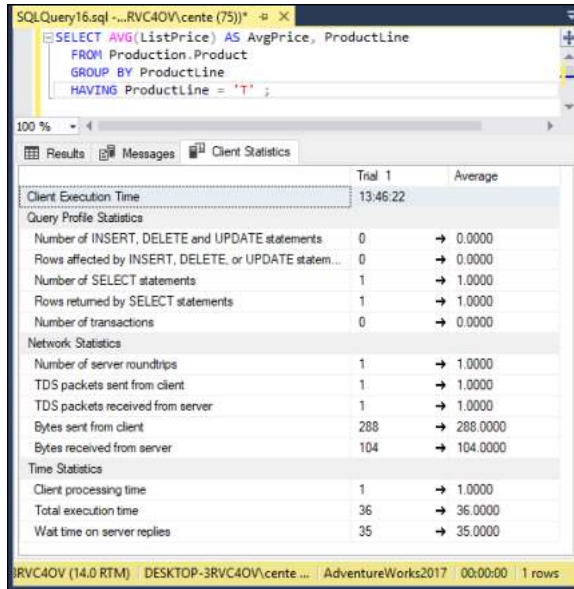 SQLQuery16.sql -...RVC4OV\cente (75))*
SELECT AVG(ListPrice) AS AvgPrice, ProductLine
FROM Production.Product
GROUP BY ProductLine
HAVING ProductLine = 'T' ;
100 %
Results Messages Client Statistics
Trial 1 Average
Client Execution Time 13:46:22
Query Profile Statistics
Number of INSERT, DELETE and UPDATE statements 0 → 0.0000
Rows affected by INSERT, DELETE, or UPDATE statem... 0 → 0.0000
Number of SELECT statements 1 → 1.0000
Rows returned by SELECT statements 1 → 1.0000
Number of transactions 0 → 0.0000
Network Statistics
Number of server roundtrips 1 → 1.0000
TDS packets sent from client 1 → 1.0000
TDS packets received from server 1 → 1.0000
Bytes sent from client 288 → 288.0000
Bytes received from server 104 → 104.0000
Time Statistics
Client processing time 1 → 1.0000
Total execution time 36 → 36.0000
Wait time on server replies 35 → 35.0000
3RVC4OV (14.0 RTM) DESKTOP-3RVC4OV\cente ... AdventureWorks2017 00:00:00 1 rows